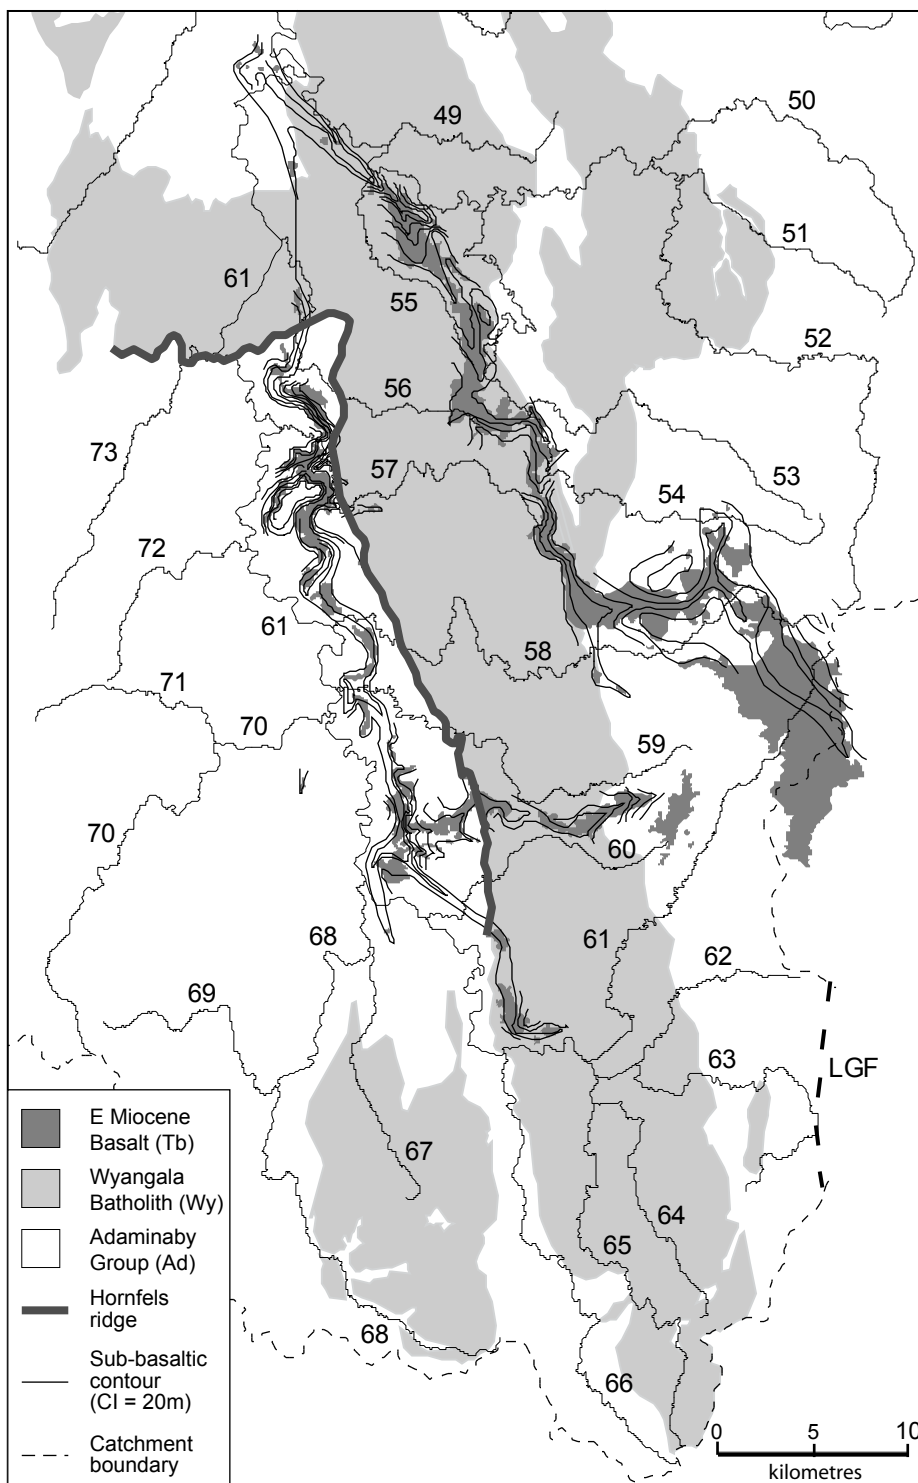 49
50
51
61
55
52
56
73
57
53
54
72
61
58
71
70
59
70
60
68
61
62
69
63
LGF
67
64
65
68
66
E Miocene
Basalt (Tb)
Wyangala
Batholith (Wy)
Adaminaby
Group (Ad)
Hornfels
ridge
Sub-basaltic
contour
(CI = 20m)
Catchment
boundary
0 5 10
kilometres